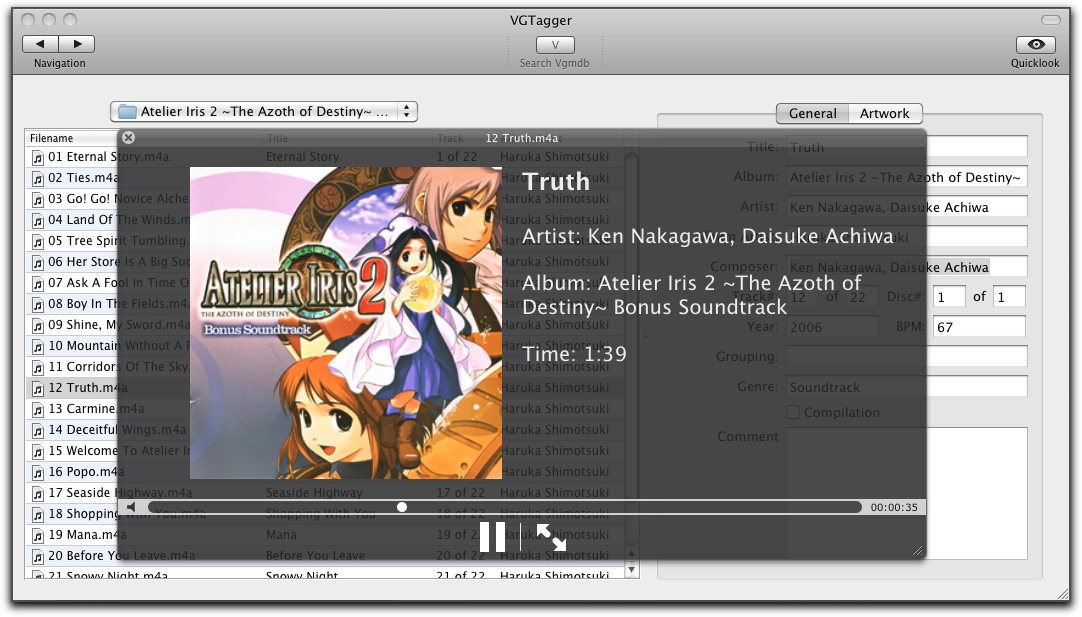 VGTagger
Navigation
V
Search Vgmdb
Quicklook
Atelier Iris 2 ~The Azoth of Destiny~ ...
General
Artwork
Filename
Title
Track
12 Truth.m4a
01 Eternal Story.m4a Eternal Story 1 of 22 Haruka Shimotsuki
02 Ties.m4a Haruka Shimotsuki
03 Go! Go! Novice Alche Haruka Shimotsuki
04 Land Of The Winds.m Haruka Shimotsuki
05 Tree Spirit Tumbling. Haruka Shimotsuki
06 Her Store Is A Big Suc Haruka Shimotsuki
07 Ask A Fool In Time O Haruka Shimotsuki
08 Boy In The Fields.m4a Haruka Shimotsuki
09 Shine, My Sword.m4a Haruka Shimotsuki
10 Mountain Without A P Haruka Shimotsuki
11 Corridors Of The Sky. Haruka Shimotsuki
12 Truth.m4a Haruka Shimotsuki
13 Carmine.m4a Haruka Shimotsuki
14 Deceitful Wings.m4a Haruka Shimotsuki
15 Welcome To Atelier Ir Haruka Shimotsuki
16 Popo.m4a Haruka Shimotsuki
17 Seaside Highway.m4a Seaside Highway 17 of 22 Haruka Shimotsuki
18 Shopping With You.m4a Shopping With You 18 of 22 Haruka Shimotsuki
19 Mana.m4a Mana 19 of 22 Haruka Shimotsuki
20 Before You Leave.m4a Before You Leave 20 of 22 Haruka Shimotsuki
21 Snowy Night.m4a Snowy Night 21 of 22 Haruka Shimotsuki
ATELIER IRIS 2
THE AZOTH OF DESTINY
Bonus Soundtrack
Truth
Artist: Ken Nakagawa, Daisuke Achiwa
Album: Atelier Iris 2 ~The Azoth of
Destiny~ Bonus Soundtrack
Time: 1:39
00:00:35
Title: Truth
Album: Atelier Iris 2 ~The Azoth of Destiny~
Artist: Ken Nakagawa, Daisuke Achiwa
Composer: Ken Nakagawa, Daisuke Achiwa
Track# 12 of 22 Disc#: 1 of 1
Year: 2006 BPM: 67
Grouping:
Genre: Soundtrack
Compilation
Comment